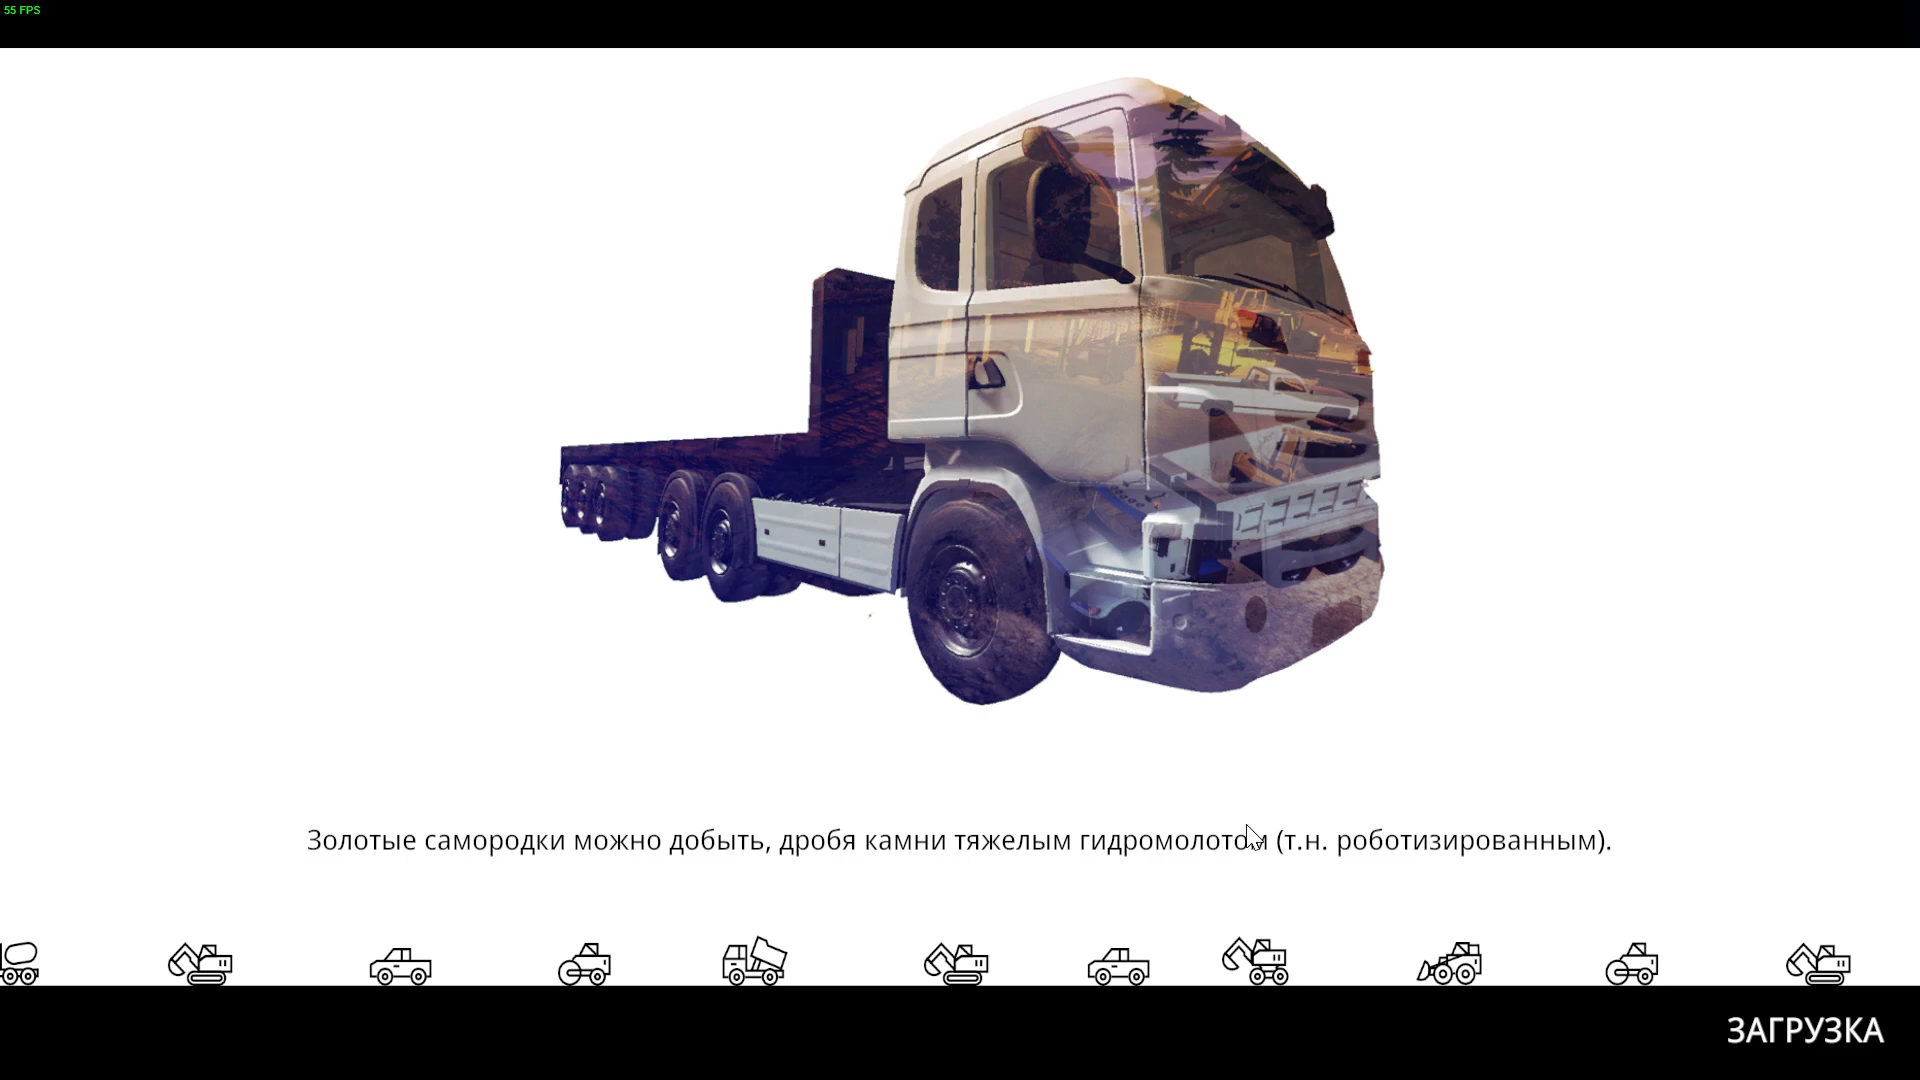 55 FPS
Золотые самородки можно добыть, дробя камни тяжелым гидромолотом (т.н. роботизированным).
ЗАГРУЗКА